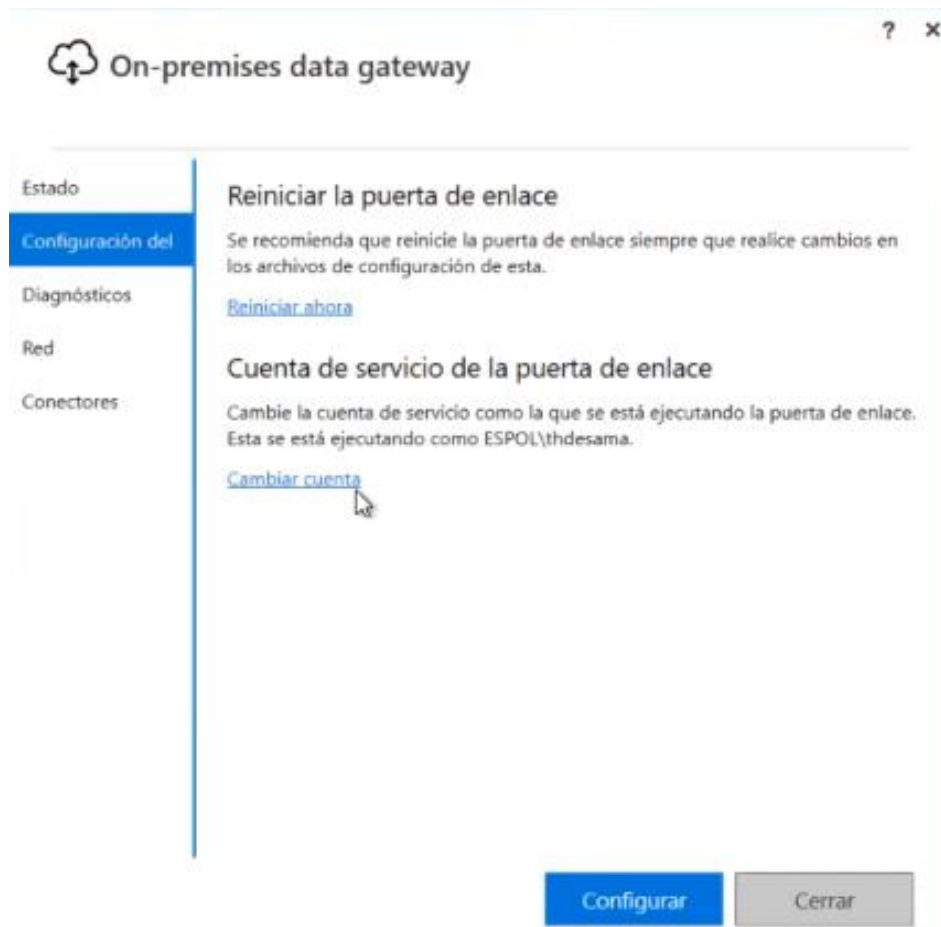 ? ×
On-premises data gateway
Estado
Configuración del
Diagnósticos
Red
Conectores
Reiniciar la puerta de enlace
Se recomienda que reinicie la puerta de enlace siempre que realice cambios en
los archivos de configuración de esta.
Reiniciar ahora
Cuenta de servicio de la puerta de enlace
Cambie la cuenta de servicio como la que se está ejecutando la puerta de enlace.
Esta se está ejecutando como ESPOL\thdesama.
Cambiar cuenta
Configurar
Cerrar